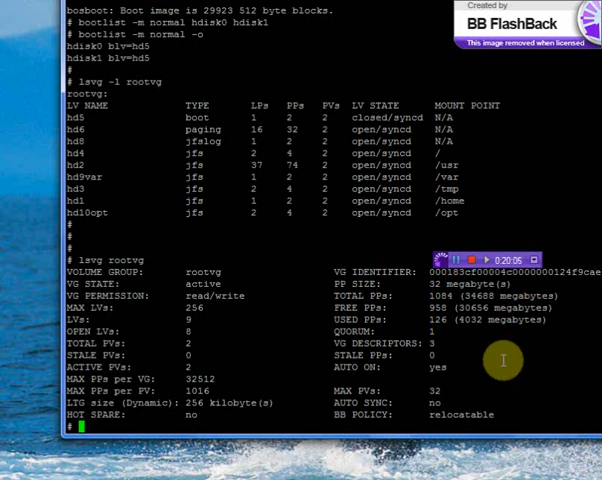 Created by
BB FlashBack
This image removed when licensed
bosboot: Boot image is 29923 512 byte blocks.
# bootlist -m normal hdisk0 hdisk1
# bootlist -m normal -o
hdisk0 blv=hd5
hdisk1 blv=hd5
#
# lsvg -l rootvg
rootvg:
LV NAME TYPE LPs PPs PVs LV STATE MOUNT POINT
hd5 boot 1 2 2 closed/syncd N/A
hd6 paging 16 32 2 open/syncd N/A
hd8 jfslog 1 2 2 open/syncd N/A
hd4 jfs 2 4 2 open/syncd /
hd2 jfs 37 74 2 open/syncd /usr
hd9var jfs 1 2 2 open/syncd /var
hd3 jfs 2 4 2 open/syncd /tmp
hd1 jfs 1 2 2 open/syncd /home
hd10opt jfs 2 4 2 open/syncd /opt
#
#
#
# lsvg rootvg
0:20:05
VOLUME GROUP: rootvg VG IDENTIFIER: 000183cf00004c0000000124f9cae
VG STATE: active PP SIZE: 32 megabyte(s)
VG PERMISSION: read/write TOTAL PPs: 1084 (34688 megabytes)
MAX LVs: 256 FREE PPs: 958 (30656 megabytes)
LVs: 9 USED PPs: 126 (4032 megabytes)
OPEN LVs: 8 QUORUM: 1
TOTAL PVs: 2 VG DESCRIPTORS: 3
STALE PVs: 0 STALE PPs: 0
ACTIVE PVs: 2 AUTO ON: yes
MAX PPs per VG: 32512
MAX PPs per PV: 1016 MAX PVs: 32
LTG size (Dynamic): 256 kilobyte(s) AUTO SYNC: no
HOT SPARE: no BB POLICY: relocatable
#